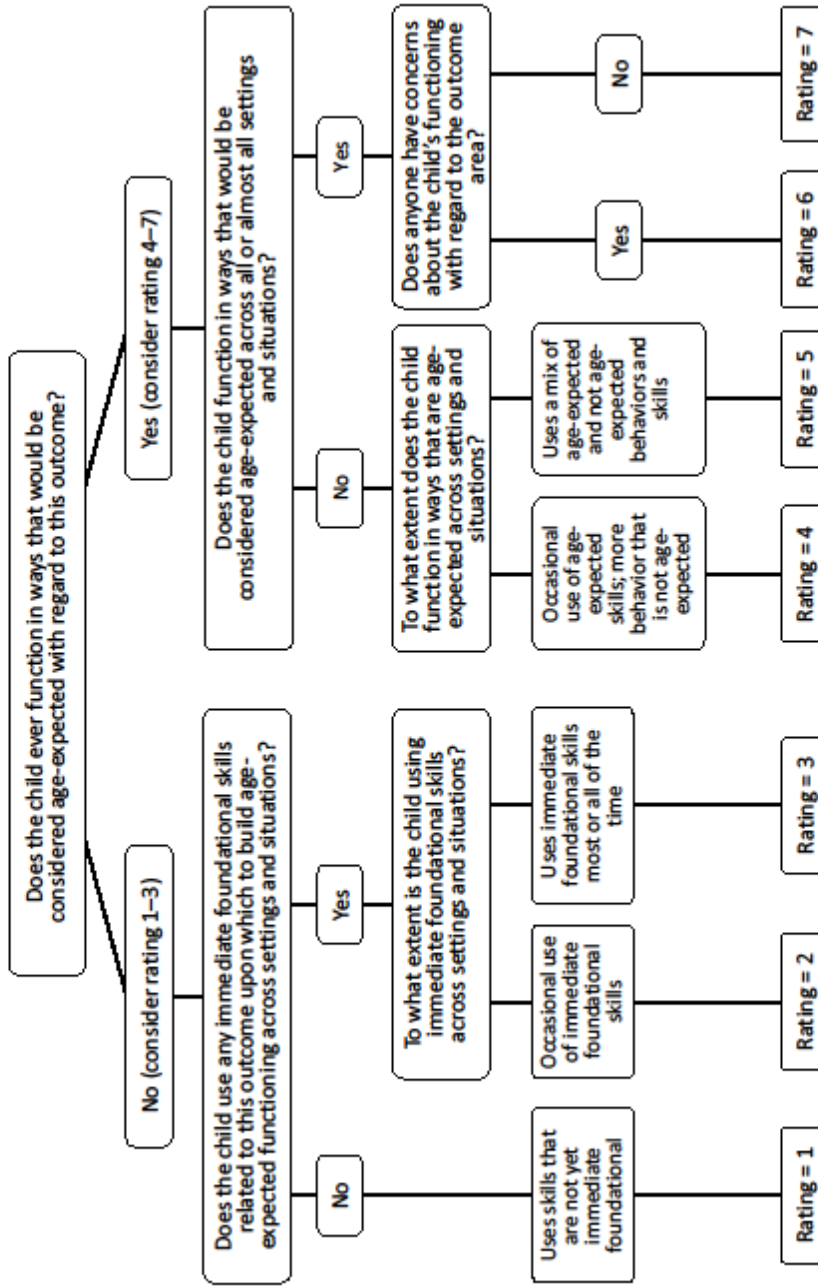 Does the child ever function in ways that would be
considered age-expected with regard to this outcome?
No (consider rating 1–3)
Yes (consider rating 4–7)
Does the child use any immediate foundational skills
related to this outcome upon which to build age-
expected functioning across settings and situations?
Does the child function in ways that would be
considered age-expected across all or almost all settings
and situations?
No
Yes
No
Yes
To what extent is the child using
immediate foundational skills
across settings and situations?
To what extent does the child
function in ways that are age-
expected across settings and
situations?
Does anyone have concerns
about the child's functioning
with regard to the outcome
area?
Uses skills that
are not yet
immediate
foundational
Occasional use
of immediate
foundational
skills
Uses immediate
foundational skills
most or all of the
time
Occasional
use of age-
expected
skills; more
behavior that
is not age-
expected
Uses a mix of
age-expected
and not age-
expected
behaviors and
skills
Yes
No
Rating = 1
Rating = 2
Rating = 3
Rating = 4
Rating = 5
Rating = 6
Rating = 7